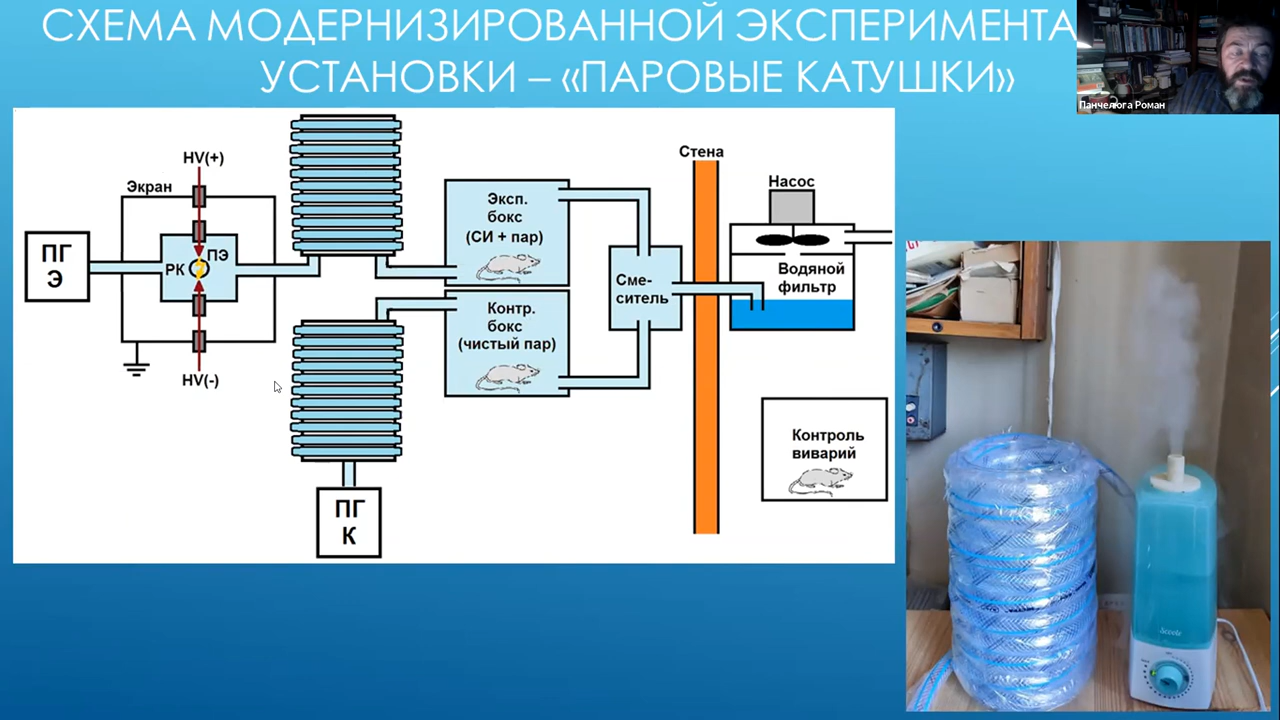 СХЕМА МОДЕРНИЗИРОВАННОЙ ЭКСПЕРИМЕНТА
УСТАНОВКИ – «ПАРОВЫЕ КАТУШКИ»
Панчелюга Роман
HV(+)
Экран
ПГ
Э
РК
ПЭ
HV(-)
ПГ
К
Эксп.
бокс
(СИ + пар)
Контр.
бокс
(чистый пар)
Сме-
ситель
Стена
Насос
Водяной
фильтр
Контроль
виварий